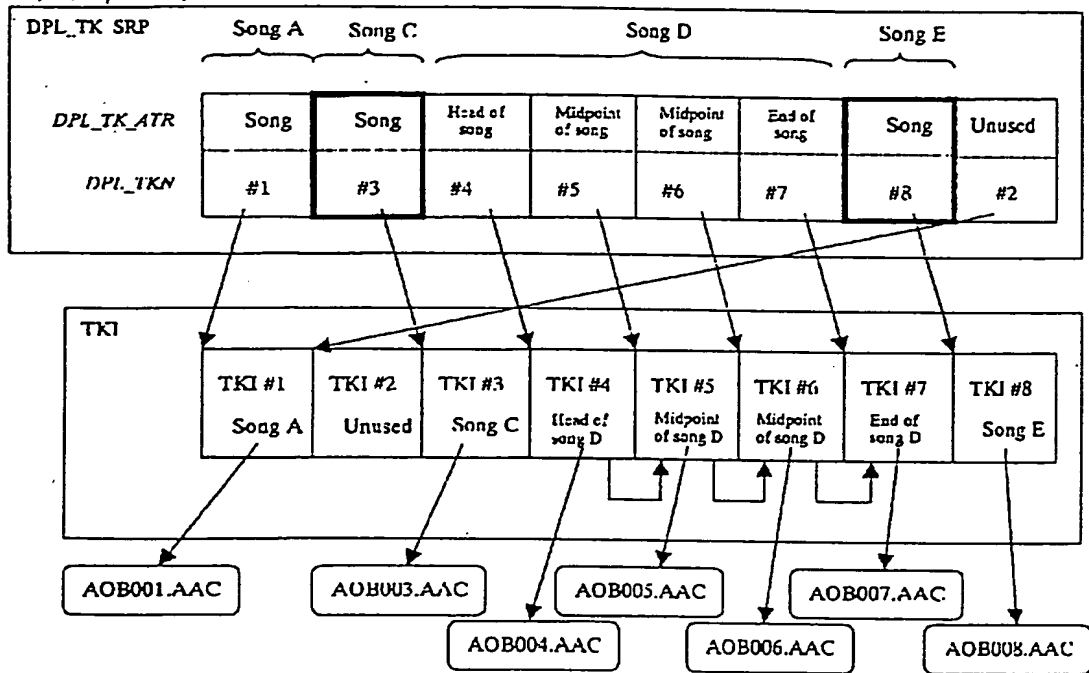 DPL_TK SRP
Song A Song C Song D Song E
DPL_TK_ATR Song Song Head of song Midpoint of song Midpoint of song End of song Song Unused
DPL_TKN #1 #3 #4 #5 #6 #7 #8 #2
TKI
TKI #1 TKI #2 TKI #3 TKI #4 TKI #5 TKI #6 TKI #7 TKI #8
Song A Unused Song C Head of song D Midpoint of song D Midpoint of song D End of song D Song E
AOB001.AAC AOB003.AAC AOB005.AAC AOB007.AAC
AOB004.AAC AOB006.AAC AOB008.AAC